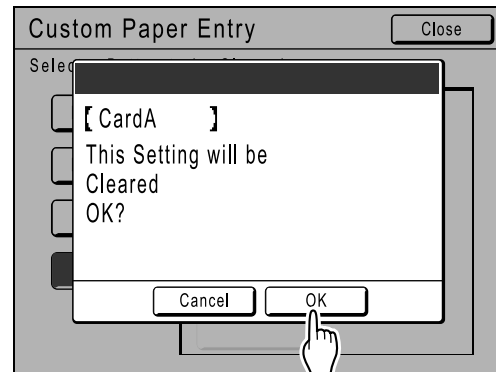 Custom Paper Entry
Close
Selec
[CardA ]
This Setting will be
Cleared
OK?
Cancel
OK